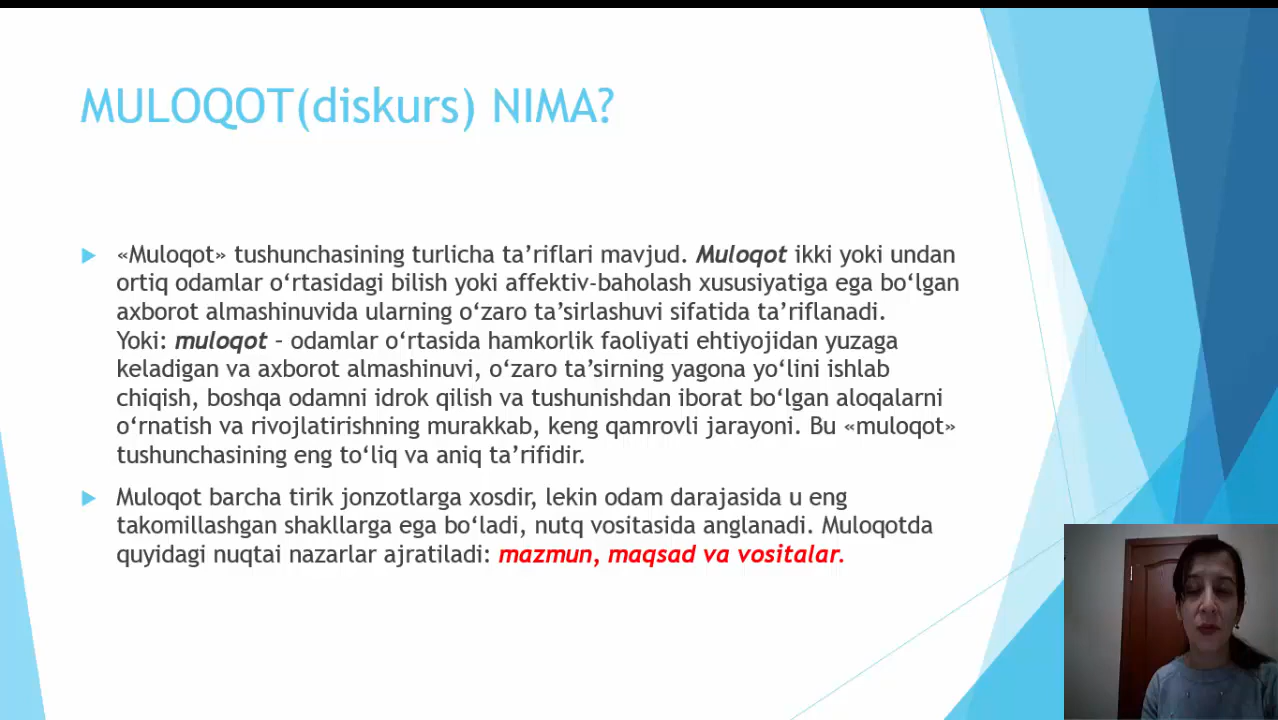 MULOQOT(diskurs) NIMA?
«Muloqot» tushunchasining turlicha ta’riflari mavjud. Muloqot ikki yoki undan
ortiq odamlar o‘rtasidagi bilish yoki affektiv-baholash xususiyatiga ega bo‘lgan
axborot almashinuvida ularning o‘zaro ta’sirlashuvi sifatida ta’riflanadi.
Yoki: muloqot – odamlar o‘rtasida hamkorlik faoliyati ehtiyojidan yuzaga
keladigan va axborot almashinuvi, o‘zaro ta’sirning yagona yo‘lini ishlab
chiqish, boshqa odamni idrok qilish va tushunishdan iborat bo‘lgan aloqalarni
o‘rnatish va rivojlatirishning murakkab, keng qamrovli jarayoni. Bu «muloqot»
tushunchasining eng to‘liq va aniq ta’rifidir.
Muloqot barcha tirik jonzotlarga xosdir, lekin odam darajasida u eng
takomillashgan shakllarga ega bo‘ladi, nutq vositasida anglanadi. Muloqotda
quyidagi nuqtai nazarlar ajratiladi: mazmun, maqsad va vositalar.